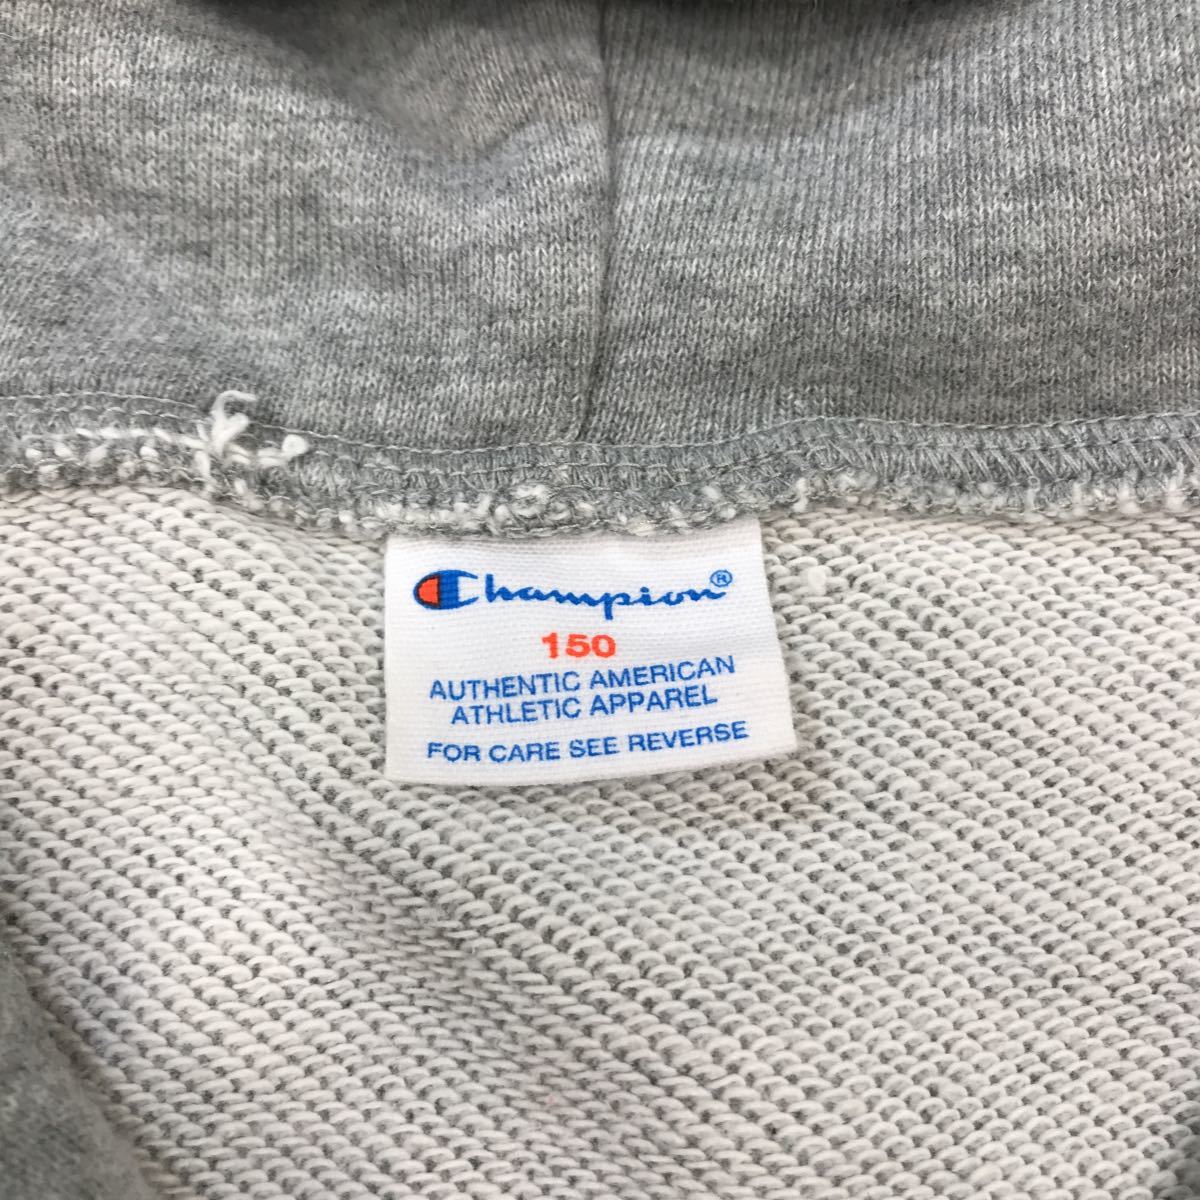 Champion®
150
AUTHENTIC AMERICAN
ATHLETIC APPAREL
FOR CARE SEE REVERSE